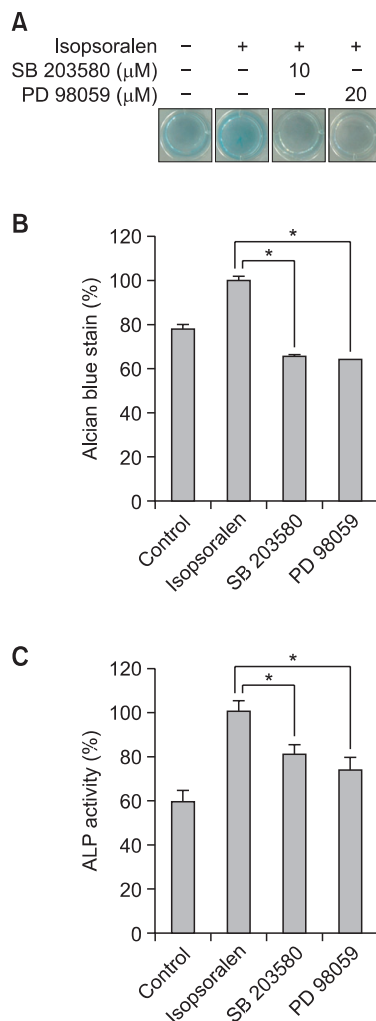 A
Isopsoralen − + + +
SB 203580 (μM) − − 10 −
PD 98059 (μM) − − − 20
B
Alcian blue stain (%)
120
100
80
60
40
20
0
* 
*
Control
Isopsoralen
SB 203580
PD 98059
C
ALP activity (%)
120
100
80
60
40
20
0
*
*
Control
Isopsoralen
SB 203580
PD 98059